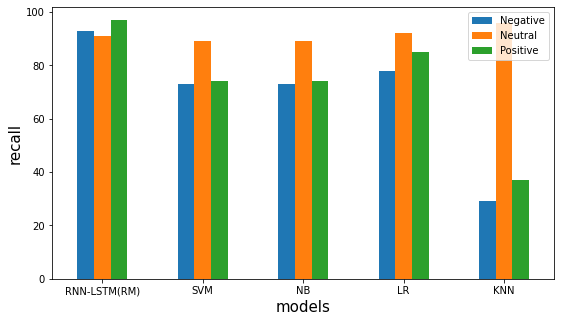 Negative
Neutral
Positive
100
80
60
40
20
0
recall
RNN-LSTM(RM) SVM NB LR KNN
models